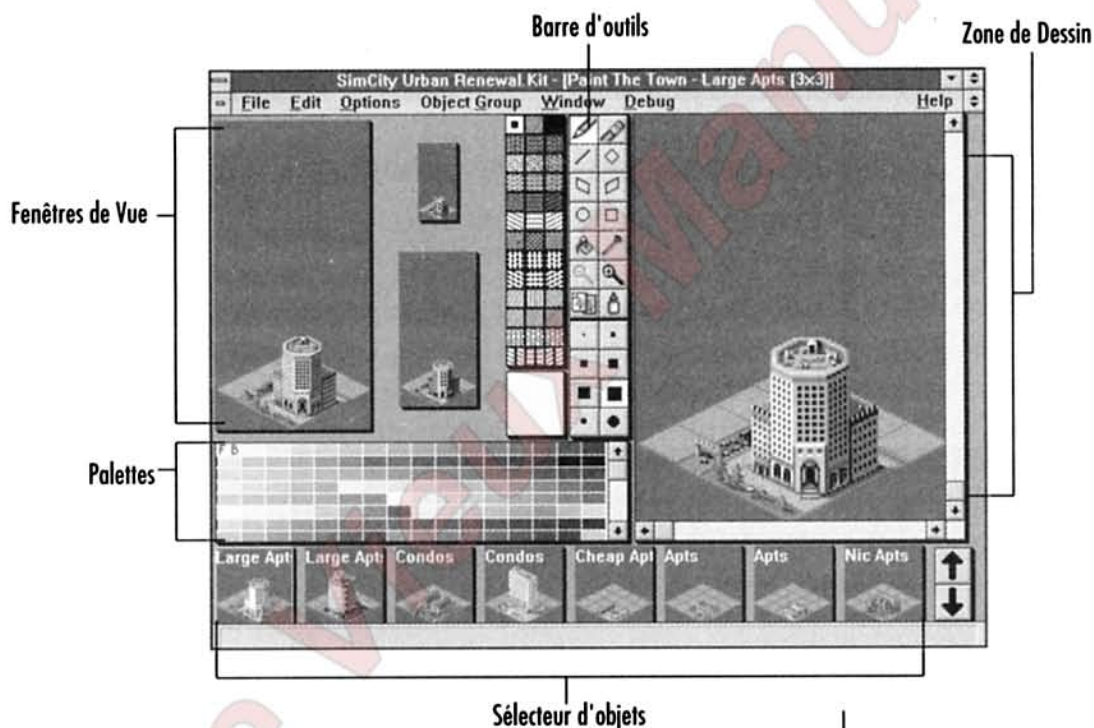 Barre d'outils
Zone de Dessin
SimCity Urban Renewal Kit - [Paint The Town - Large Apts [3x3]]
File Edit Options Object Group Window Debug Help
Fenêtres de Vue
Palettes
F B
Large Apt Large Apt Condos Condos Cheap Apt Apts Apts Nic Apts
Sélecteur d'objets